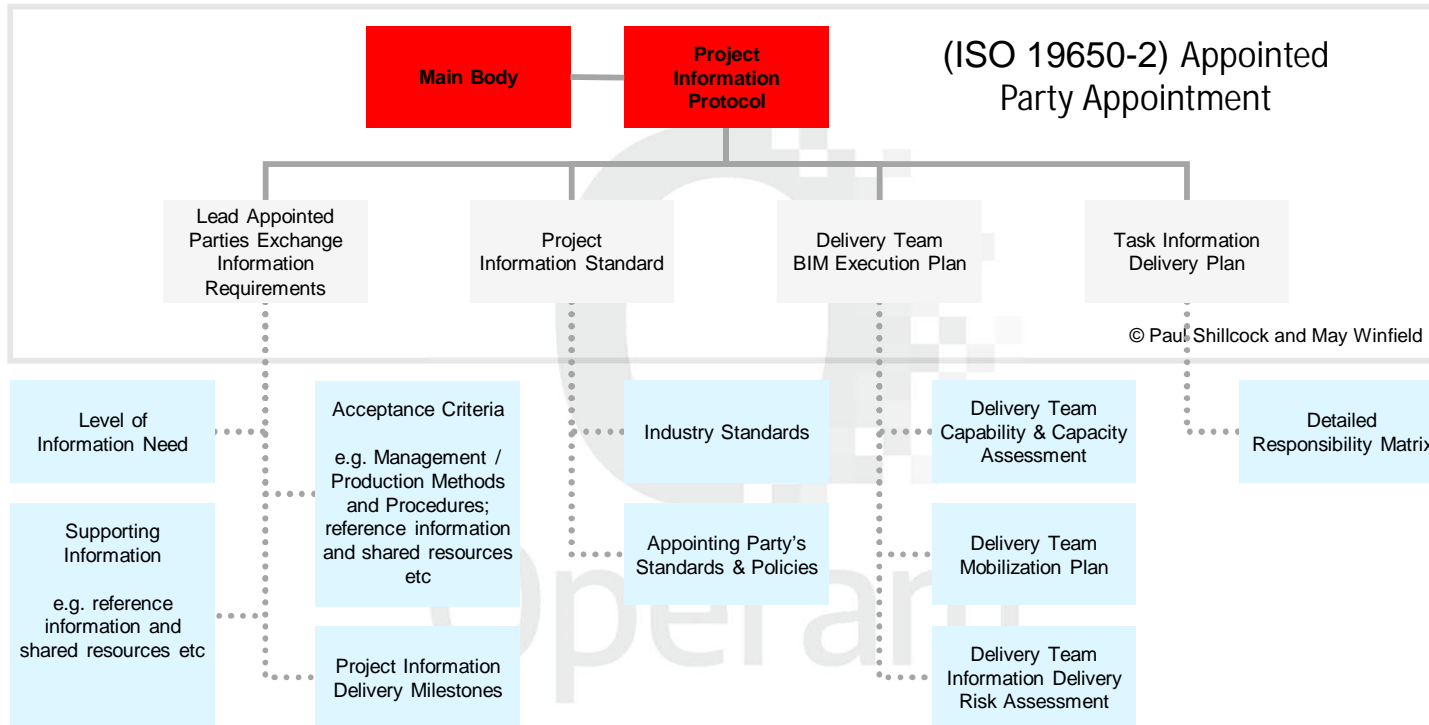 Main Body
Project
Information
Protocol
(ISO 19650-2) Appointed
Party Appointment
Lead Appointed
Parties Exchange
Information
Requirements
Project
Information Standard
Delivery Team
BIM Execution Plan
Task Information
Delivery Plan
© Paul Shillcock and May Winfield
Level of
Information Need
Supporting
Information
e.g. reference
information and
shared resources etc
Acceptance Criteria
e.g. Management /
Production Methods
and Procedures;
reference information
and shared resources
etc
Project Information
Delivery Milestones
Industry Standards
Appointing Party's
Standards & Policies
Delivery Team
Capability & Capacity
Assessment
Delivery Team
Mobilization Plan
Delivery Team
Information Delivery
Risk Assessment
Detailed
Responsibility Matrix
Operam